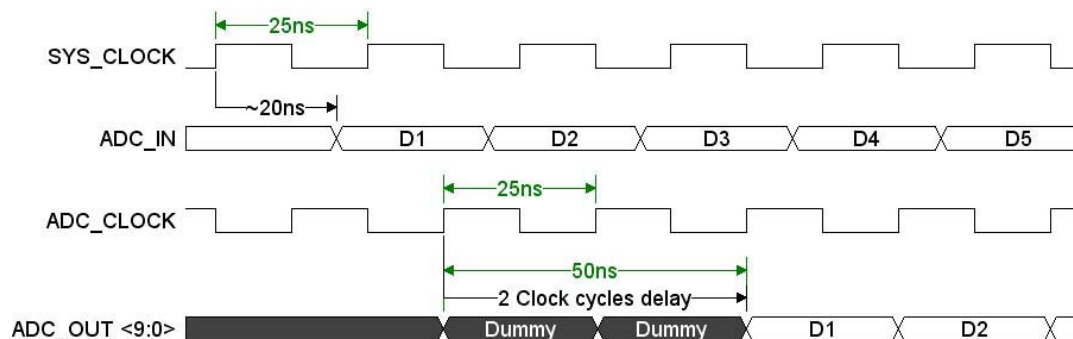 25ns
SYS_CLOCK
~20ns
ADC_IN D1 D2 D3 D4 D5
25ns
ADC_CLOCK
50ns
2 Clock cycles delay
ADC_OUT <9:0> Dummy Dummy D1 D2